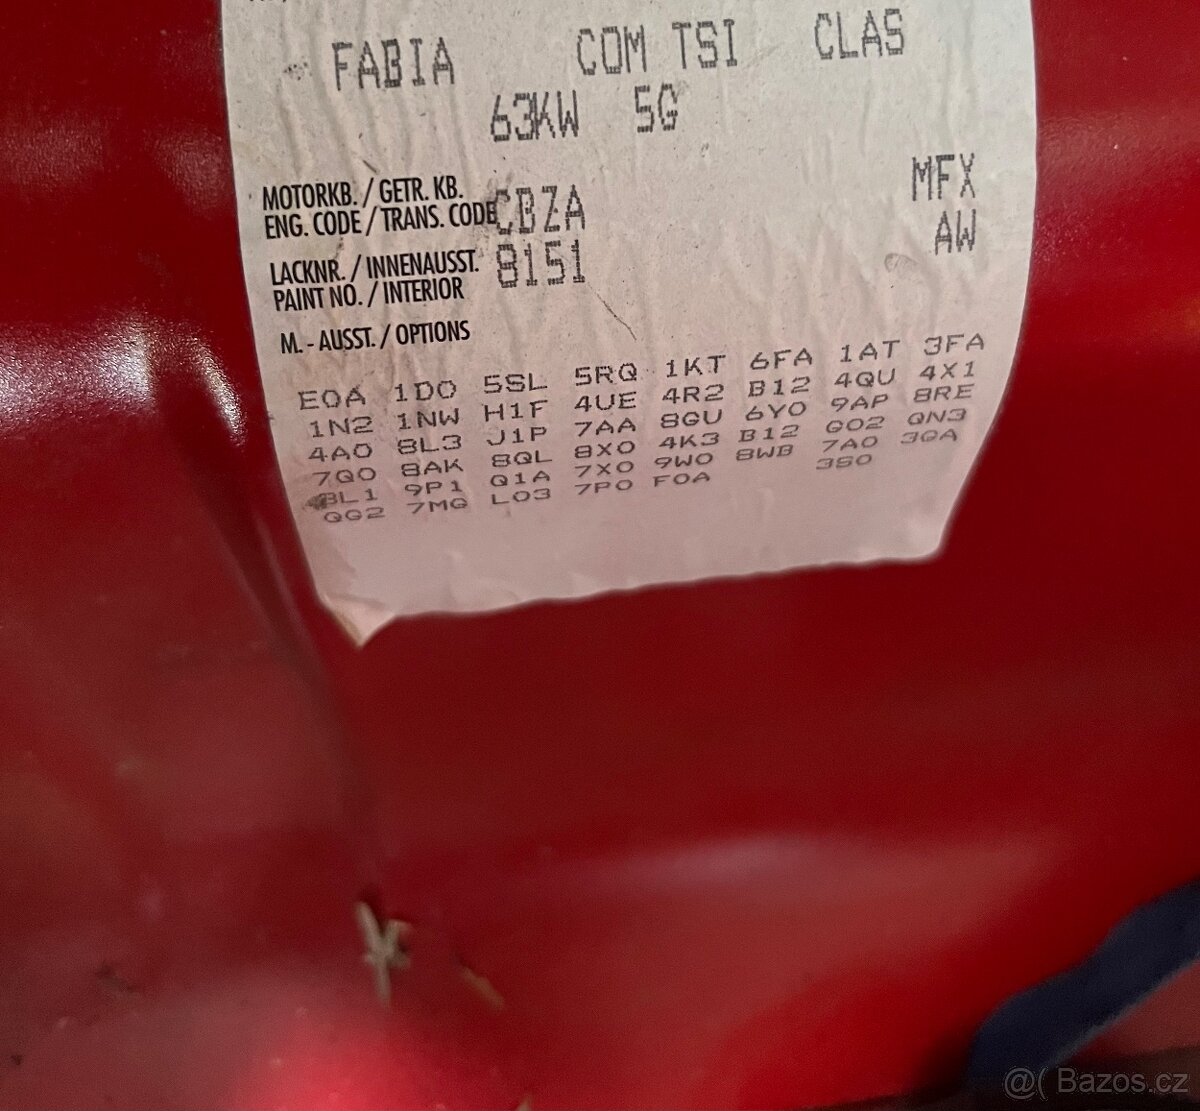 FABIA COM TSI CLAS
63KW 5G
MOTORKB. / GETR. KB.
ENG. CODE / TRANS. CODE CBZA MFX
LACKNR. / INNENAUSST.
PAINT NO. / INTERIOR 8151 AW
M. - AUSST. / OPTIONS
E0A 1D0 5SL 5RQ 1KT 6FA 1AT 3FA
1N2 1NW H1F 4UE 4R2 B12 4QU 4X1
4A0 8L3 J1P 7AA 8GU 6Y0 9AP 8RE
7Q0 8AK 8QL 8X0 4K3 B12 G02 QN3
3L1 9P1 Q1A 7X0 9W0 8WB 7A0 3QA
QG2 7MG L03 7P0 F0A 3S0
@( Bazos.cz